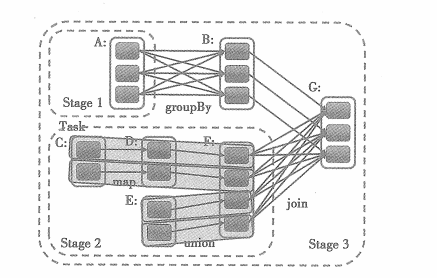 A:
B:
G:
Stage 1
groupBy
Task
C:
D:
F:
map
E:
join
Stage 2
union
Stage 3